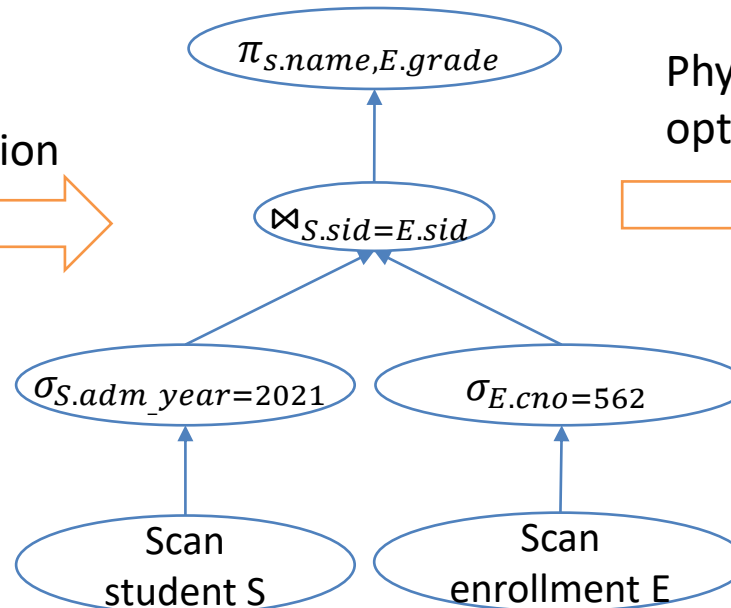 π s.name,E.grade
Phy
opt
ion
⋈ S.sid=E.sid
σ S.adm_year=2021
σ E.cno=562
Scan
student S
Scan
enrollment E